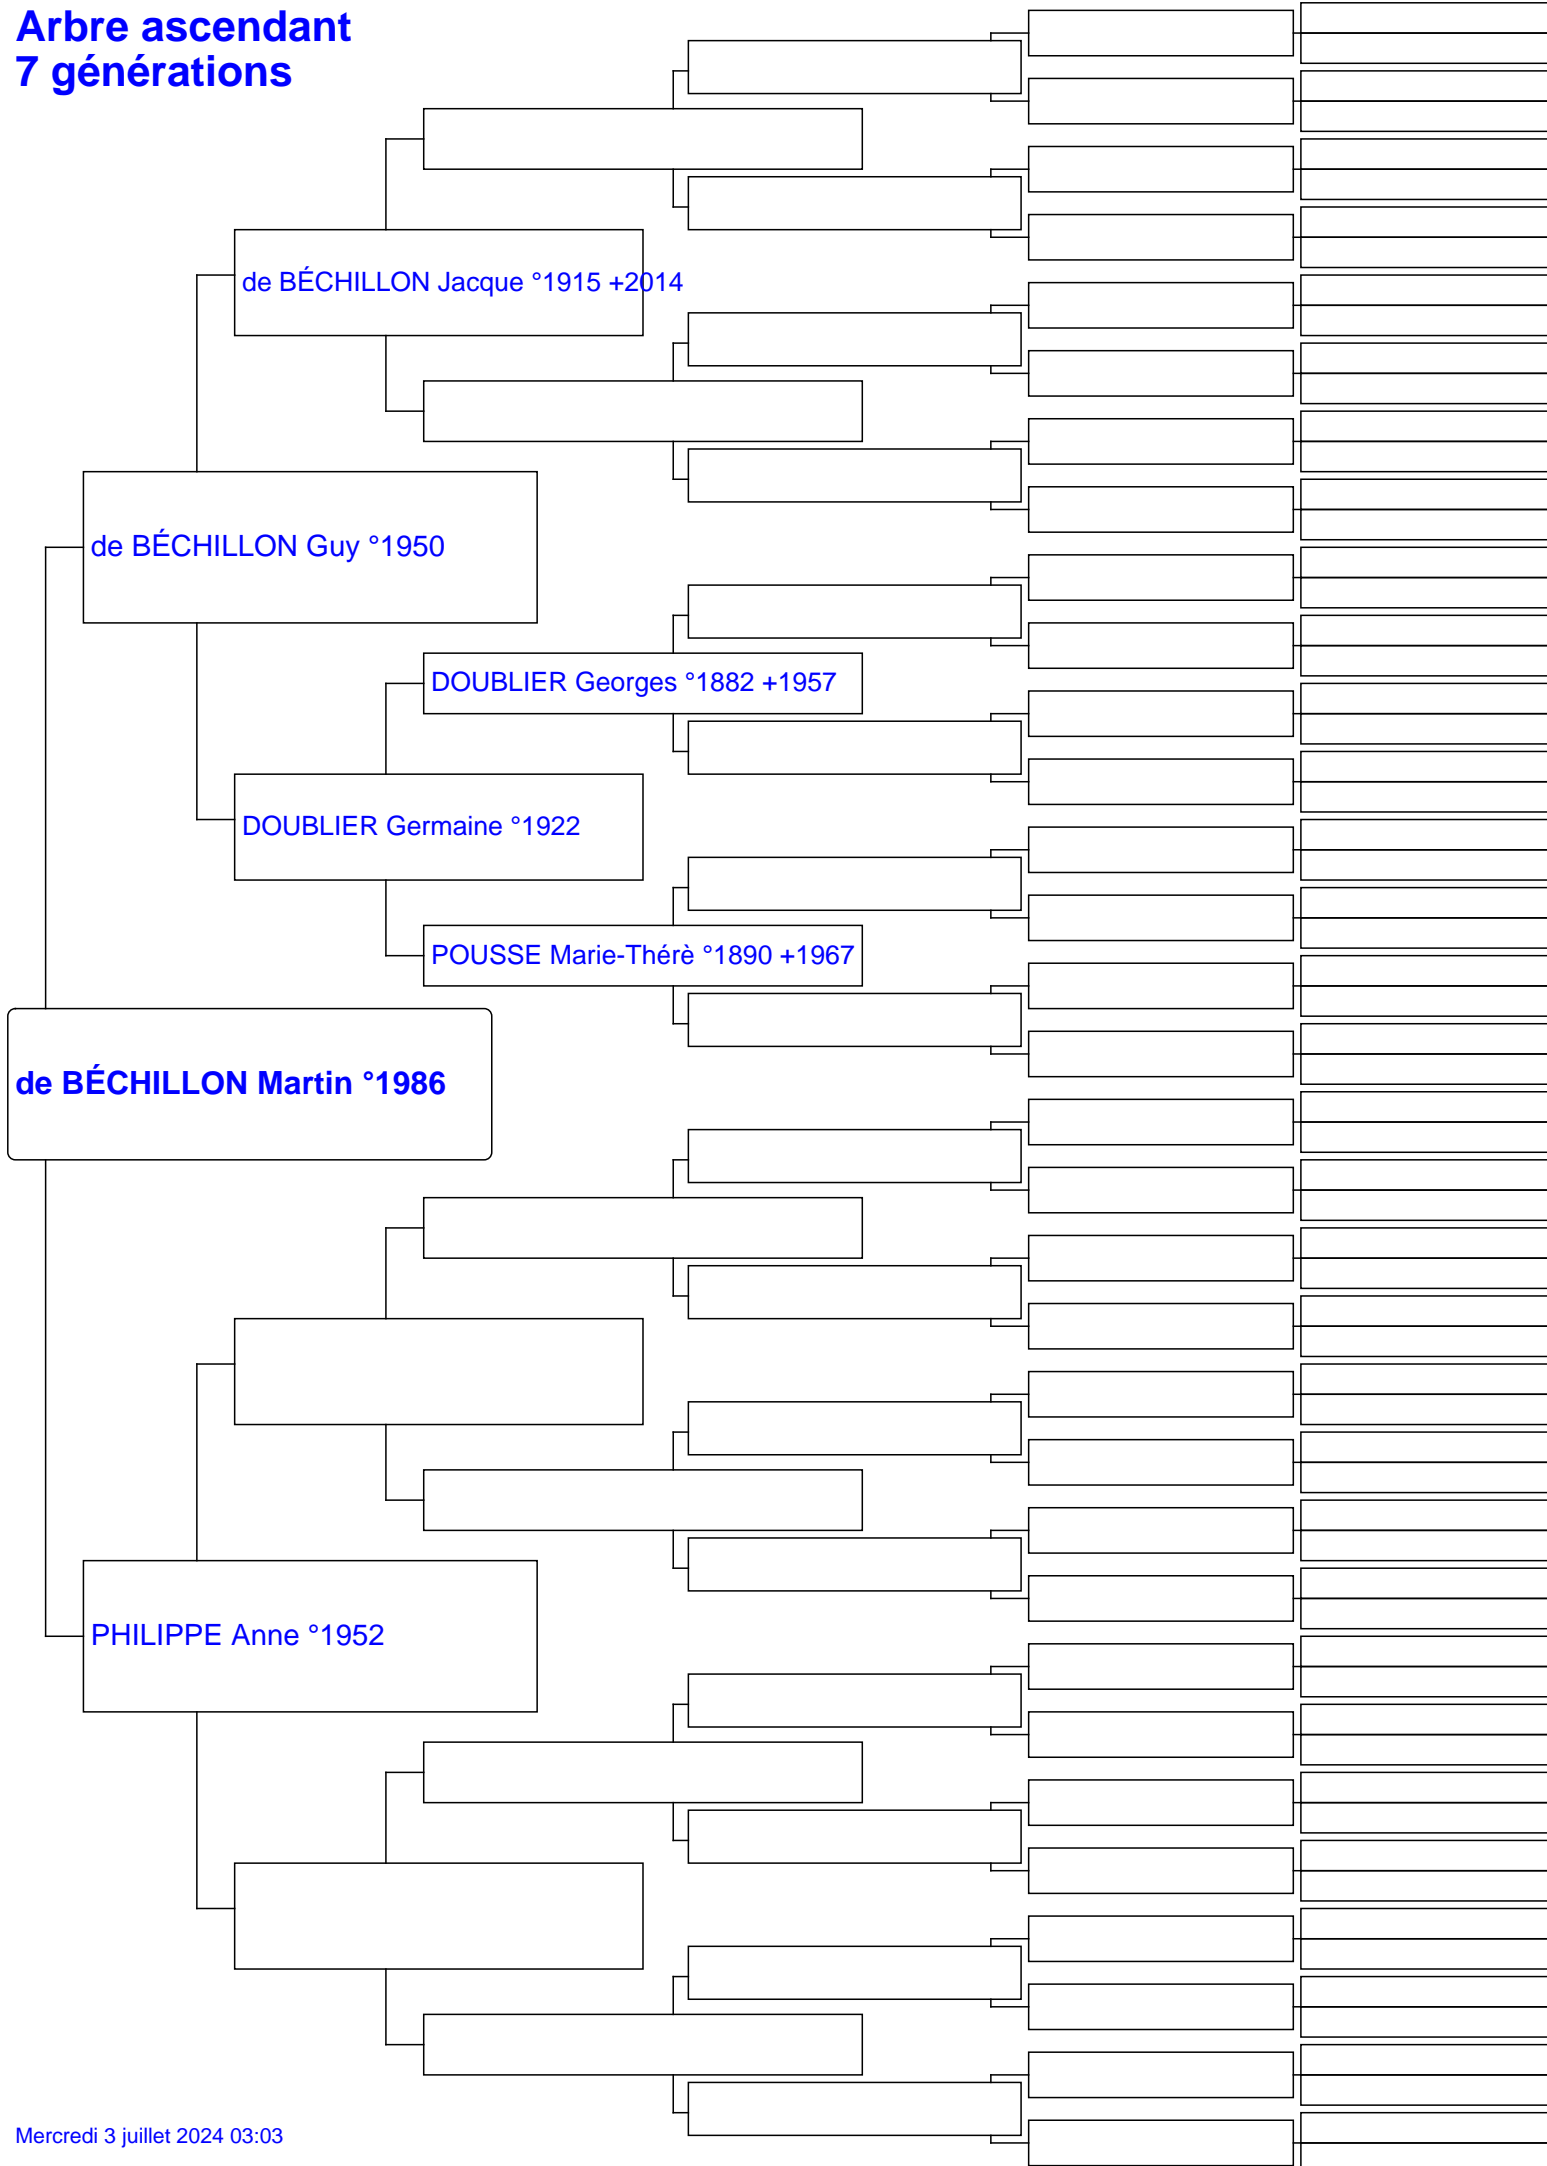 Arbre ascendant
7 générations
de BÉCHILLON Jacque °1915 +2014
de BÉCHILLON Guy °1950
DOUBLIER Georges °1882 +1957
DOUBLIER Germaine °1922
POUSSE Marie-Thérè °1890 +1967
de BÉCHILLON Martin °1986
PHILIPPE Anne °1952
Mercredi 3 juillet 2024 03:03